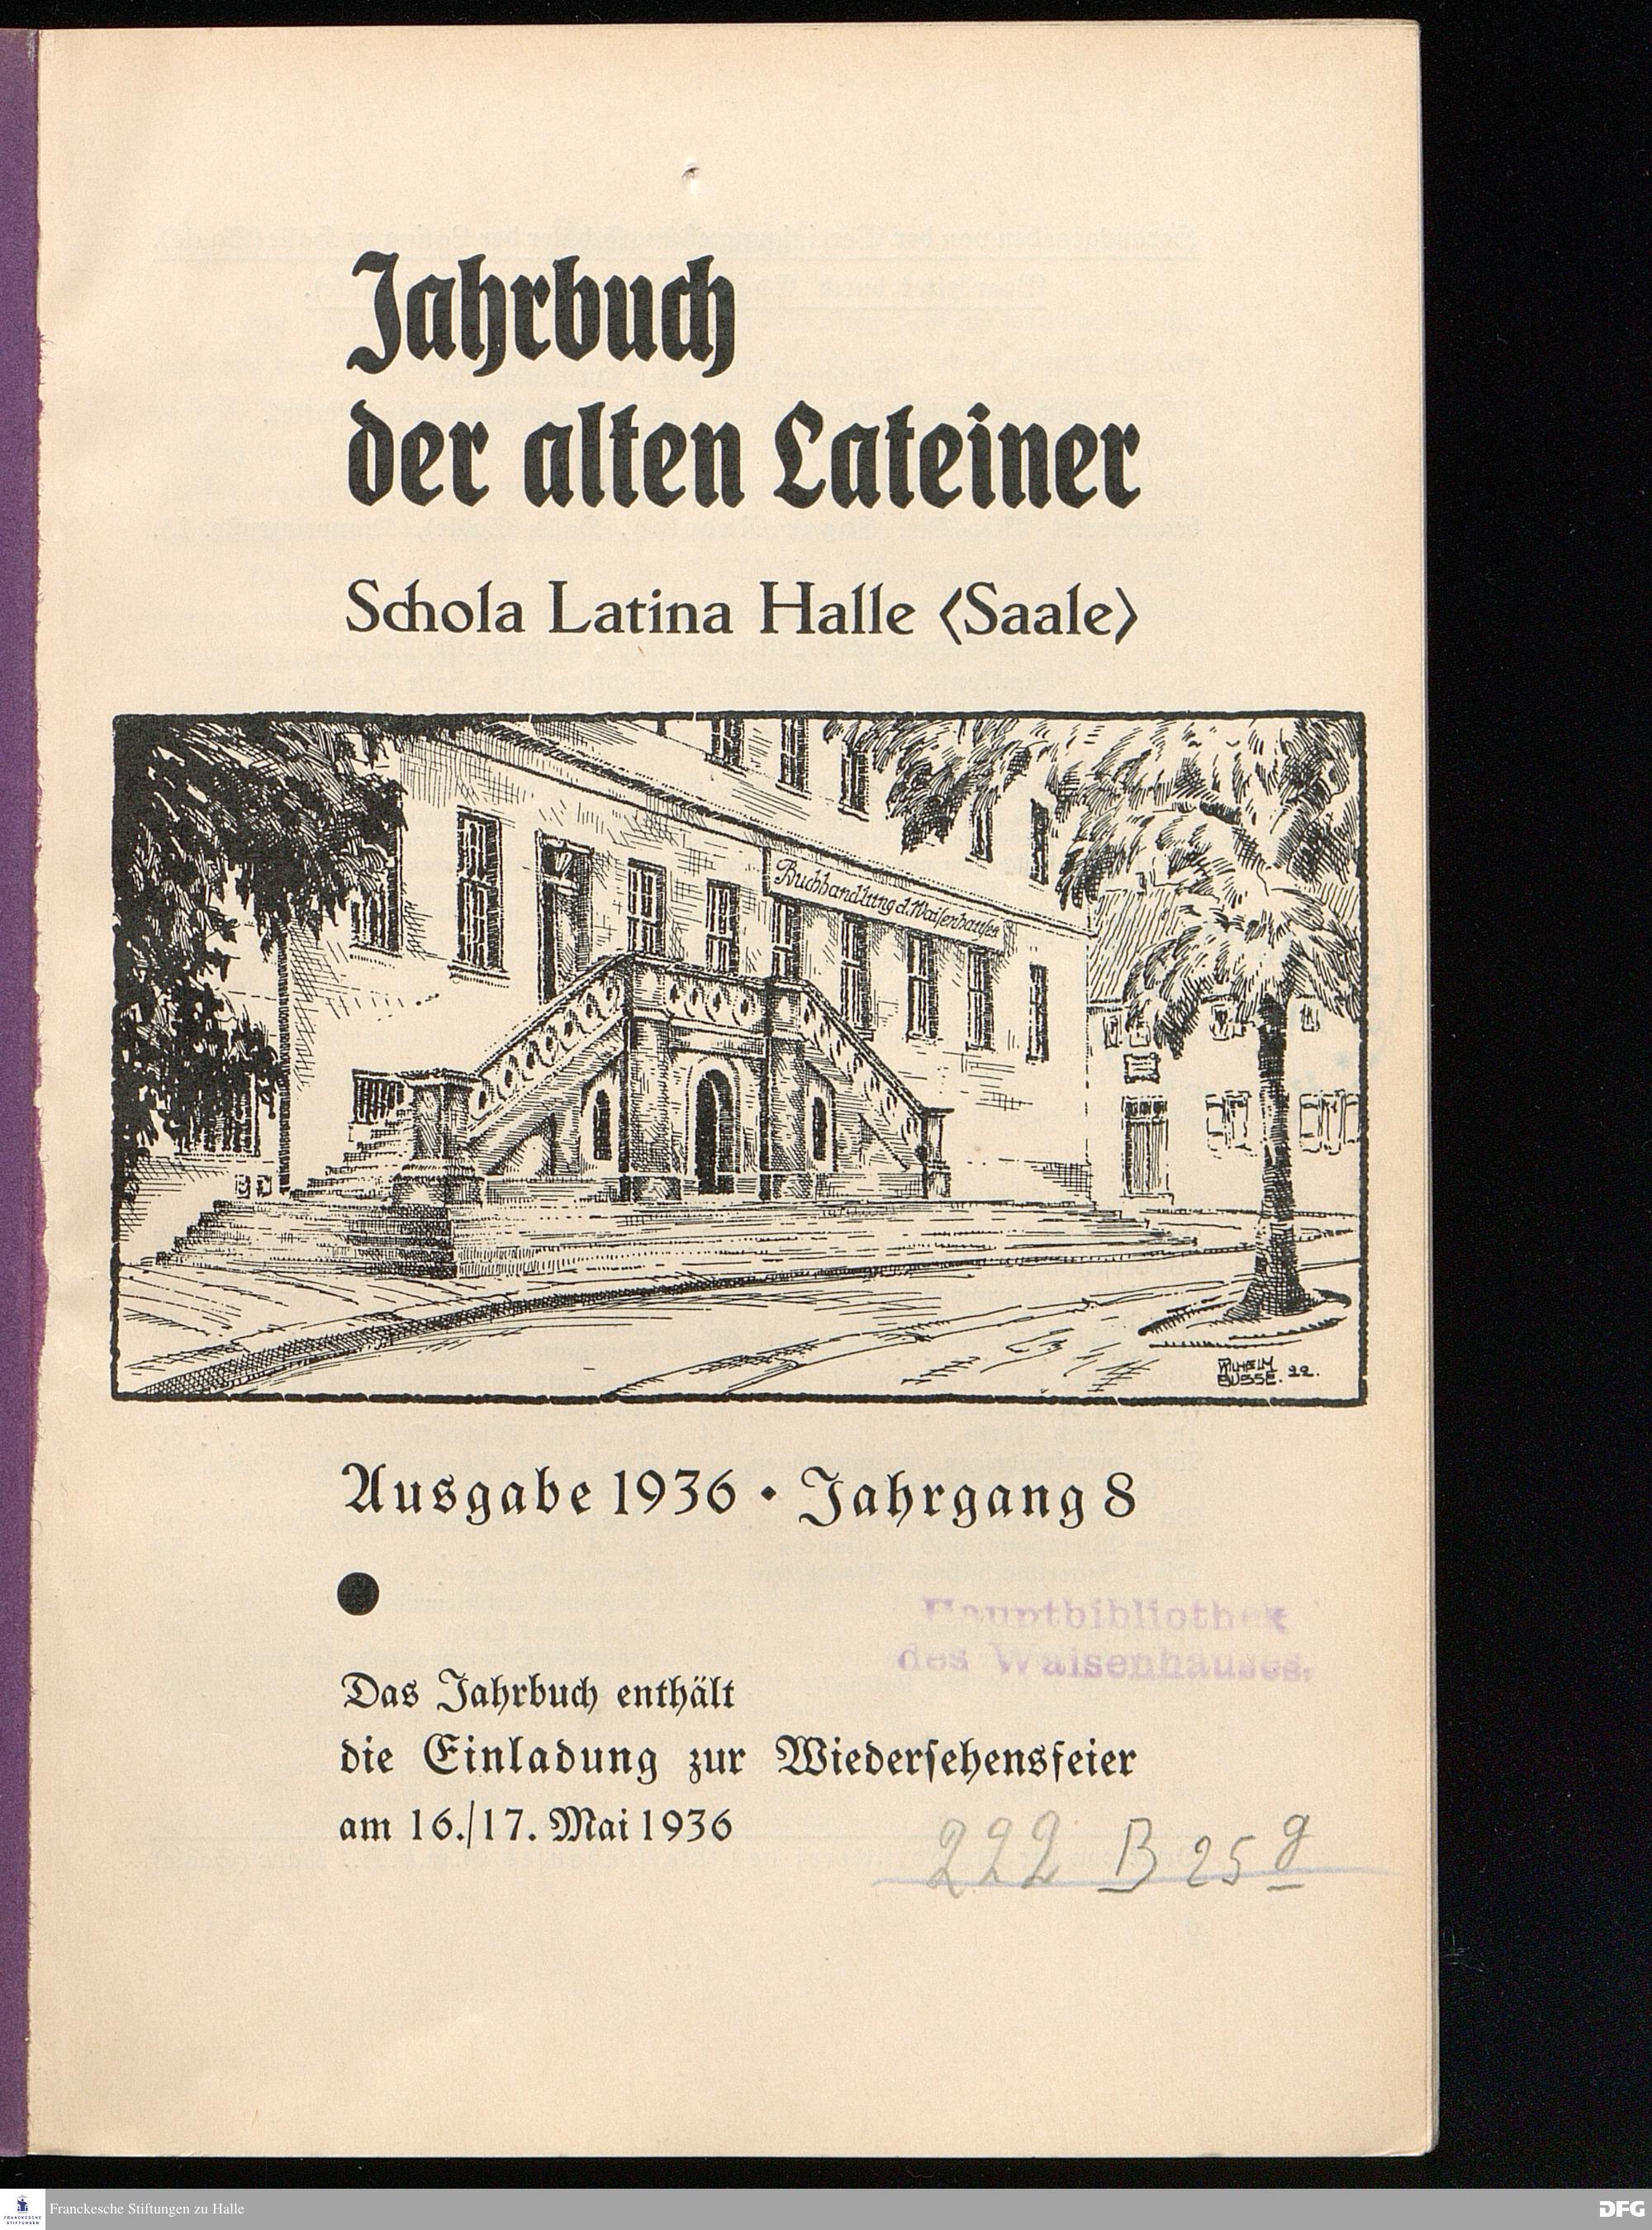 Jahrbuch
der alten Lateiner
Schola Latina Halle ⟨Saale⟩
Buchhandlung d. Waisenhauses
WILHELM
BUSSE. 22.
Ausgabe 1936 • Jahrgang 8
●
Hauptbibliothek
des Waisenhauses.
Das Jahrbuch enthält
die Einladung zur Wiedersehensfeier
am 16./17. Mai 1936
222 B 25 g
FRANCKESCHE
STIFTUNGEN
Franckesche Stiftungen zu Halle
DFG